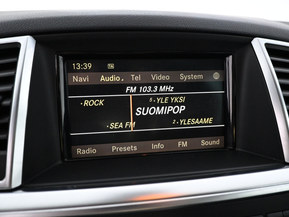 13:39
Navi Audio Tel Video System
FM 103.3 MHz
ROCK YLE YKSI
SUOMIPOP
SEA FM YLESAAME
Radio Presets Info FM Sound